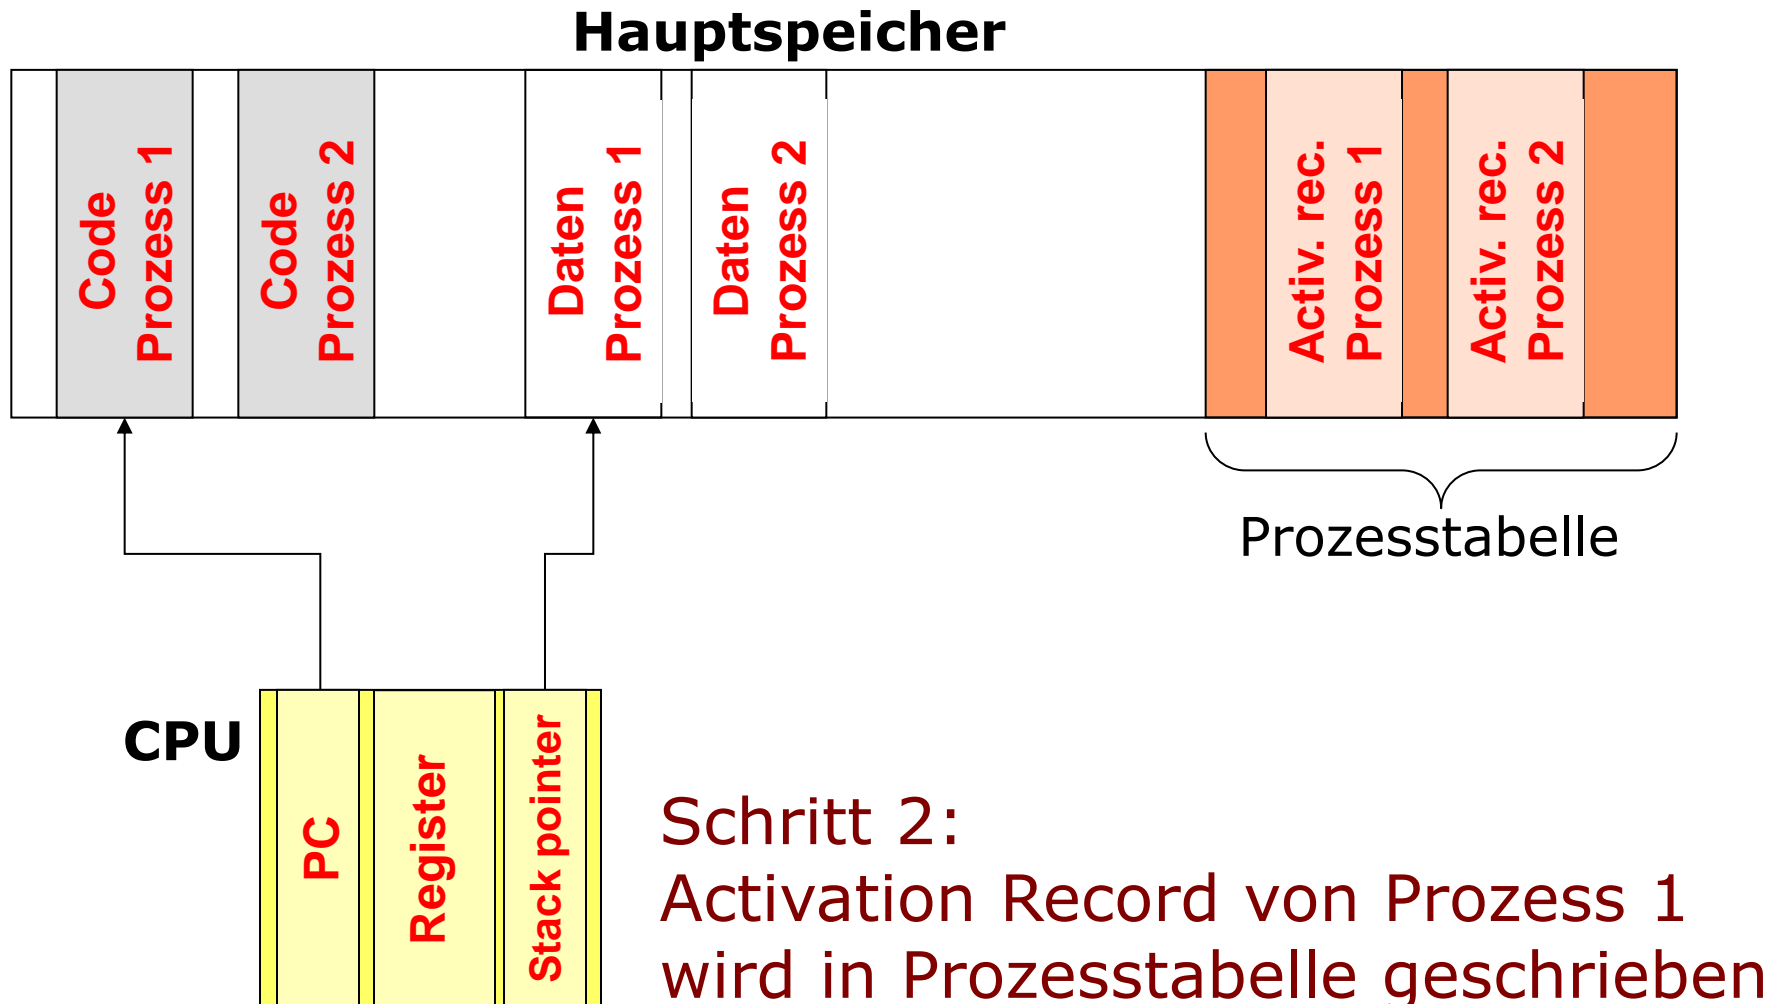 Hauptspeicher
Code
Prozess 1
Code
Prozess 2
Daten
Prozess 1
Daten
Prozess 2
Activ. rec.
Prozess 1
Activ. rec.
Prozess 2
Prozesstabelle
CPU
PC
Register
Stack pointer
Schritt 2:
Activation Record von Prozess 1
wird in Prozesstabelle geschrieben